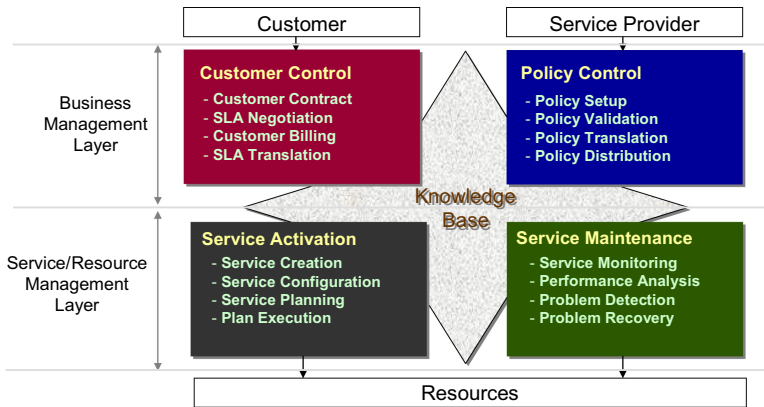 Customer
Service Provider
Business
Management
Layer
Customer Control
- Customer Contract
- SLA Negotiation
- Customer Billing
- SLA Translation
Policy Control
- Policy Setup
- Policy Validation
- Policy Translation
- Policy Distribution
Knowledge
Base
Service/Resource
Management
Layer
Service Activation
- Service Creation
- Service Configuration
- Service Planning
- Plan Execution
Service Maintenance
- Service Monitoring
- Performance Analysis
- Problem Detection
- Problem Recovery
Resources